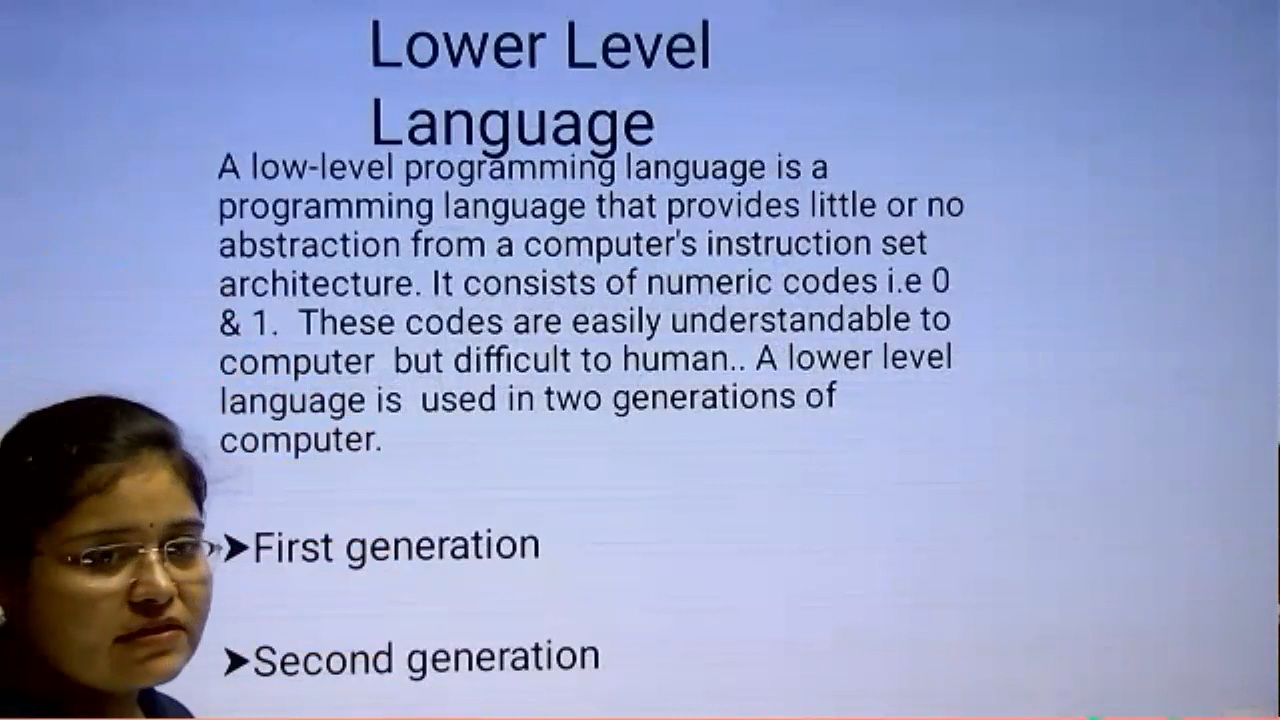 Lower Level
Language
A low-level programming language is a
programming language that provides little or no
abstraction from a computer's instruction set
architecture. It consists of numeric codes i.e 0
& 1.  These codes are easily understandable to
computer  but difficult to human.. A lower level
language is  used in two generations of
computer.
➤First generation
➤Second generation